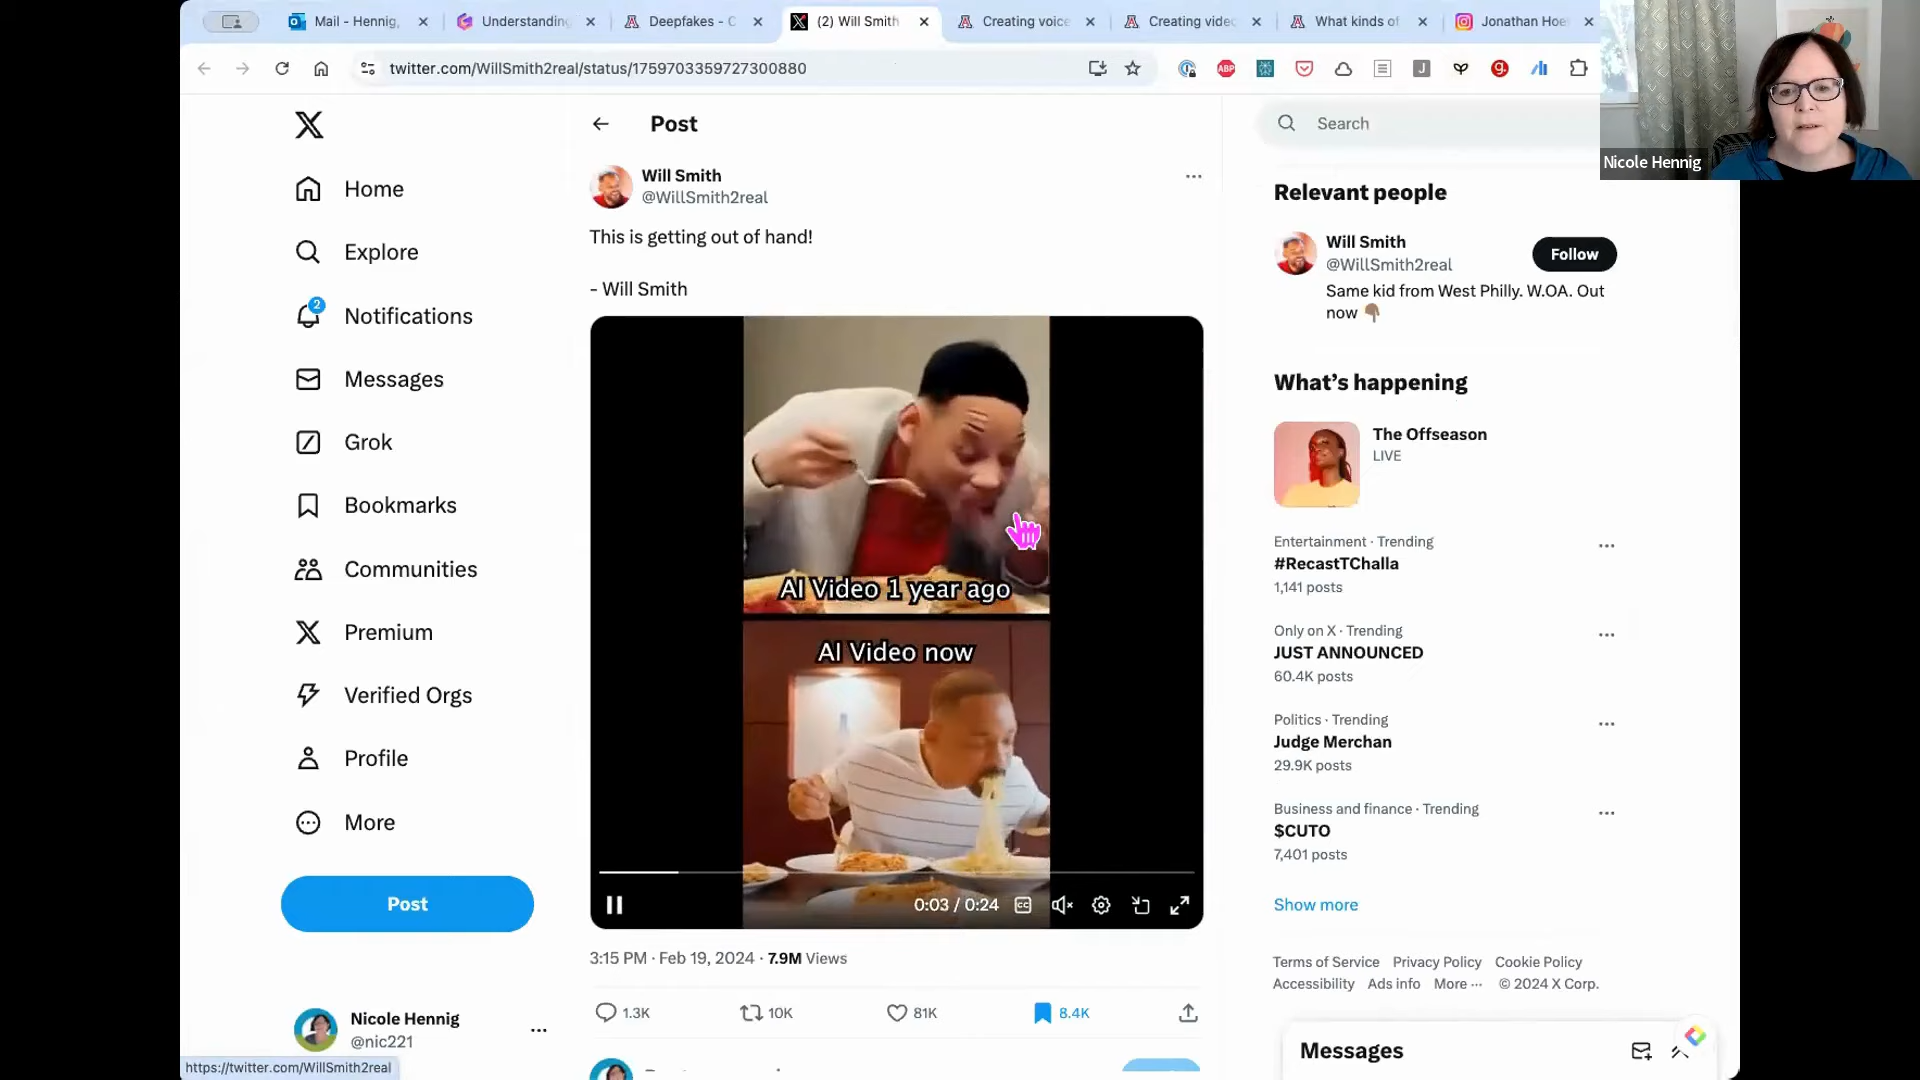 Mail - Hennig,
Understanding
Deepfakes - C
(2) Will Smith
Creating voice
Creating video
What kinds of
Jonathan Hoe
twitter.com/WillSmith2real/status/1759703359727300880
ABP
J
g.
Nicole Hennig
Home
Explore
2
Notifications
Messages
Grok
Bookmarks
Communities
Premium
Verified Orgs
Profile
More
Post
Nicole Hennig
@nic221
https://twitter.com/WillSmith2real
Post
Will Smith
@WillSmith2real
This is getting out of hand!
- Will Smith
AI Video 1 year ago
AI Video now
0:03 / 0:24
CC
3:15 PM · Feb 19, 2024 · 7.9M Views
1.3K
10K
81K
8.4K
Search
Relevant people
Will Smith
@WillSmith2real
Follow
Same kid from West Philly. W.OA. Out
now
What's happening
The Offseason
LIVE
Entertainment · Trending
#RecastTChalla
1,141 posts
Only on X · Trending
JUST ANNOUNCED
60.4K posts
Politics · Trending
Judge Merchan
29.9K posts
Business and finance · Trending
$CUTO
7,401 posts
Show more
Terms of Service Privacy Policy Cookie Policy
Accessibility Ads info More ··· © 2024 X Corp.
Messages